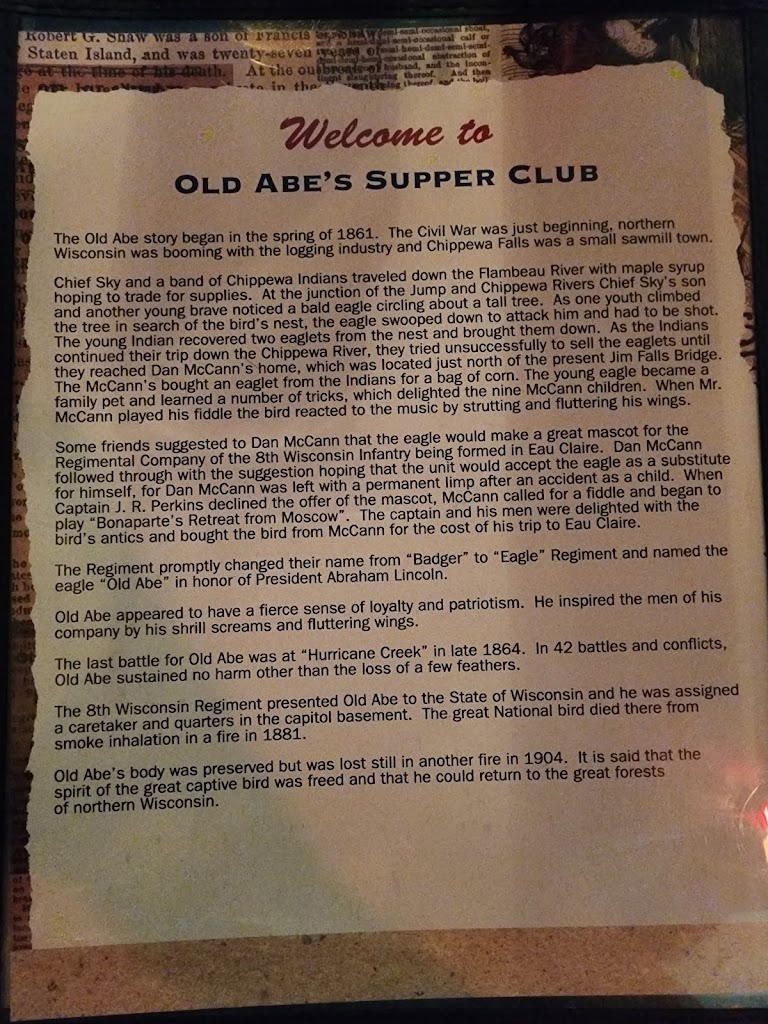 Robert G. Shaw was a son of Francis
Staten Island, and was twenty-seven years of
age at the time of his death. At the outbreak of
Welcome to
OLD ABE'S SUPPER CLUB
The Old Abe story began in the spring of 1861. The Civil War was just beginning, northern
Wisconsin was booming with the logging industry and Chippewa Falls was a small sawmill town.
Chief Sky and a band of Chippewa Indians traveled down the Flambeau River with maple syrup
hoping to trade for supplies. At the junction of the Jump and Chippewa Rivers Chief Sky's son
and another young brave noticed a bald eagle circling about a tall tree. As one youth climbed
the tree in search of the bird's nest, the eagle swooped down to attack him and had to be shot.
The young Indian recovered two eaglets from the nest and brought them down. As the Indians
continued their trip down the Chippewa River, they tried unsuccessfully to sell the eaglets until
they reached Dan McCann's home, which was located just north of the present Jim Falls Bridge.
The McCann's bought an eaglet from the Indians for a bag of corn. The young eagle became a
family pet and learned a number of tricks, which delighted the nine McCann children. When Mr.
McCann played his fiddle the bird reacted to the music by strutting and fluttering his wings.
Some friends suggested to Dan McCann that the eagle would make a great mascot for the
Regimental Company of the 8th Wisconsin Infantry being formed in Eau Claire. Dan McCann
followed through with the suggestion hoping that the unit would accept the eagle as a substitute
for himself, for Dan McCann was left with a permanent limp after an accident as a child. When
Captain J. R. Perkins declined the offer of the mascot, McCann called for a fiddle and began to
play "Bonaparte's Retreat from Moscow". The captain and his men were delighted with the
bird's antics and bought the bird from McCann for the cost of his trip to Eau Claire.
The Regiment promptly changed their name from "Badger" to "Eagle" Regiment and named the
eagle "Old Abe" in honor of President Abraham Lincoln.
Old Abe appeared to have a fierce sense of loyalty and patriotism. He inspired the men of his
company by his shrill screams and fluttering wings.
The last battle for Old Abe was at "Hurricane Creek" in late 1864. In 42 battles and conflicts,
Old Abe sustained no harm other than the loss of a few feathers.
The 8th Wisconsin Regiment presented Old Abe to the State of Wisconsin and he was assigned
a caretaker and quarters in the capitol basement. The great National bird died there from
smoke inhalation in a fire in 1881.
Old Abe's body was preserved but was lost still in another fire in 1904. It is said that the
spirit of the great captive bird was freed and that he could return to the great forests
of northern Wisconsin.